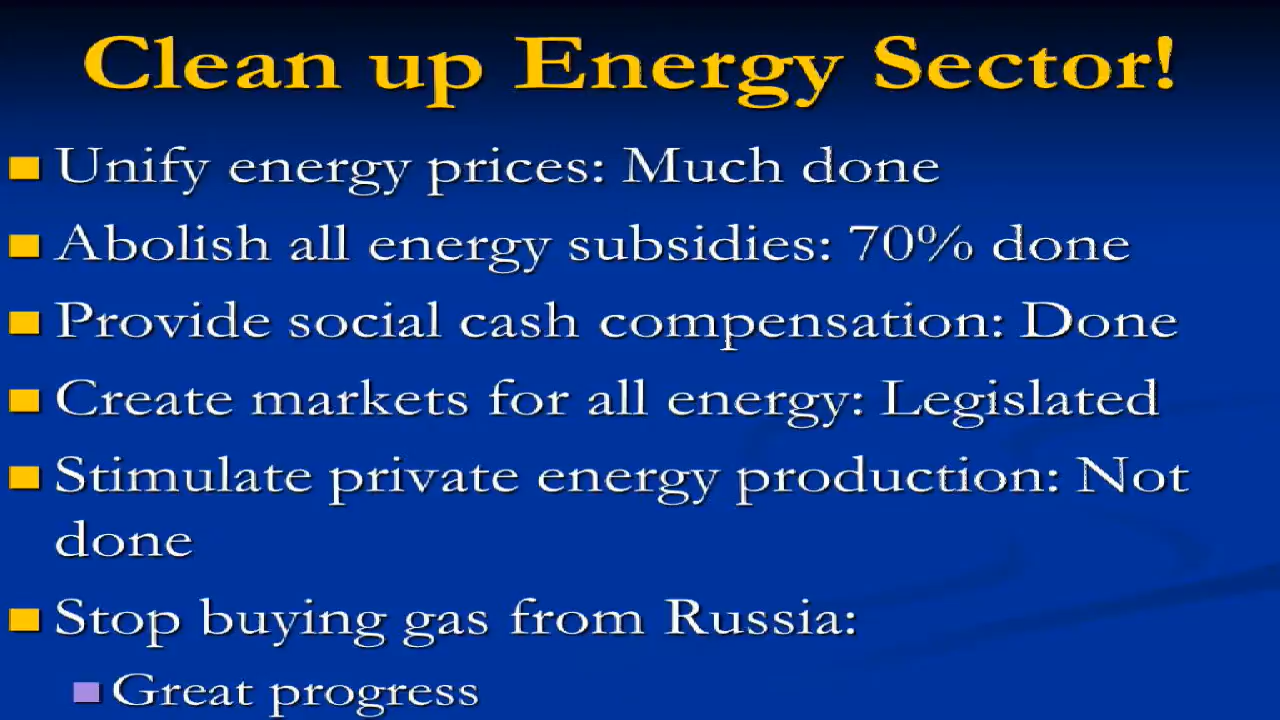 Clean up Energy Sector!
Unify energy prices: Much done
Abolish all energy subsidies: 70% done
Provide social cash compensation: Done
Create markets for all energy: Legislated
Stimulate private energy production: Not
done
Stop buying gas from Russia:
Great progress